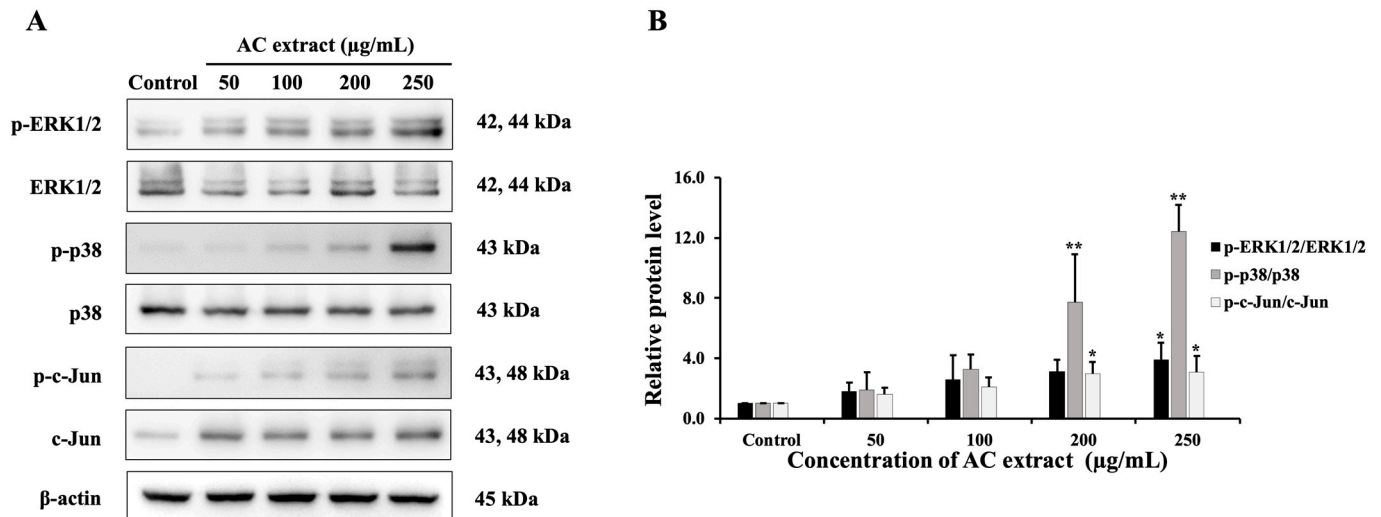 A
AC extract (µg/mL)
Control 50 100 200 250
p-ERK1/2 42, 44 kDa
ERK1/2 42, 44 kDa
p-p38 43 kDa
p38 43 kDa
p-c-Jun 43, 48 kDa
c-Jun 43, 48 kDa
β-actin 45 kDa
B
Relative protein level
16.0
12.0
8.0
4.0
0.0
** 
**
* *
*
Control 50 100 200 250
Concentration of AC extract (µg/mL)
p-ERK1/2/ERK1/2
p-p38/p38
p-c-Jun/c-Jun